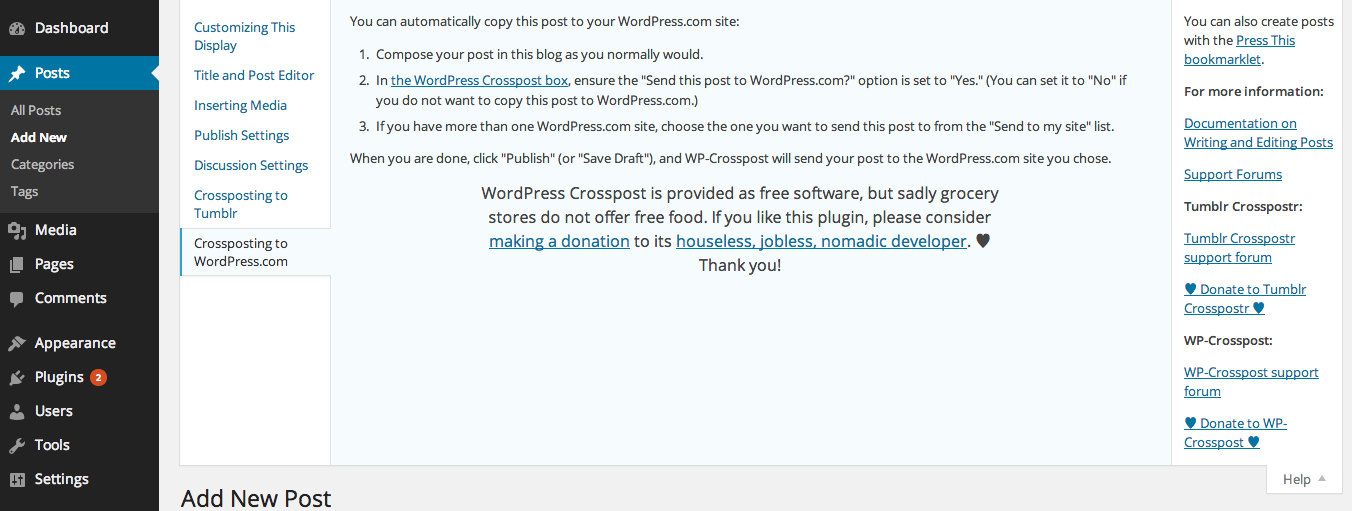 Dashboard
Posts
All Posts
Add New
Categories
Tags
Media
Pages
Comments
Appearance
Plugins 2
Users
Tools
Settings
Customizing This
Display
Title and Post Editor
Inserting Media
Publish Settings
Discussion Settings
Crossposting to
Tumblr
Crossposting to
WordPress.com
You can automatically copy this post to your WordPress.com site:
1. Compose your post in this blog as you normally would.
2. In the WordPress Crosspost box, ensure the "Send this post to WordPress.com?" option is set to "Yes." (You can set it to "No" if
you do not want to copy this post to WordPress.com.)
3. If you have more than one WordPress.com site, choose the one you want to send this post to from the "Send to my site" list.
When you are done, click "Publish" (or "Save Draft"), and WP-Crosspost will send your post to the WordPress.com site you chose.
WordPress Crosspost is provided as free software, but sadly grocery
stores do not offer free food. If you like this plugin, please consider
making a donation to its houseless, jobless, nomadic developer. ♥
Thank you!
You can also create posts
with the Press This
bookmarklet.
For more information:
Documentation on
Writing and Editing Posts
Support Forums
Tumblr Crosspostr:
Tumblr Crosspostr
support forum
♥ Donate to Tumblr
Crosspostr ♥
WP-Crosspost:
WP-Crosspost support
forum
♥ Donate to WP-
Crosspost ♥
Help
Add New Post